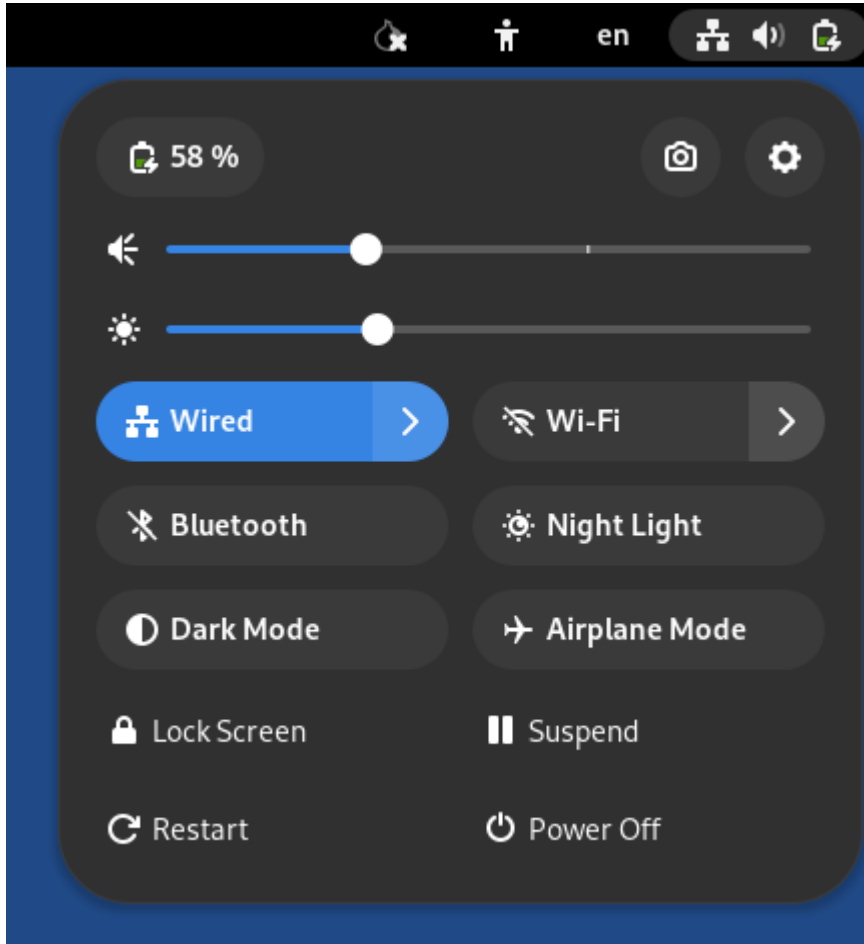 en
58 %
Wired
Wi-Fi
Bluetooth
Night Light
Dark Mode
Airplane Mode
Lock Screen
Suspend
Restart
Power Off